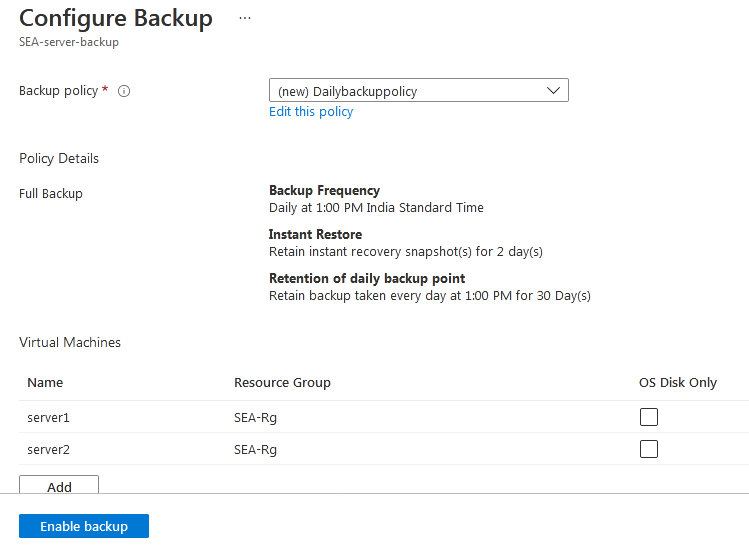 Configure Backup ...
SEA-server-backup
Backup policy * (new) Dailybackuppolicy
Edit this policy
Policy Details
Full Backup
Backup Frequency
Daily at 1:00 PM India Standard Time
Instant Restore
Retain instant recovery snapshot(s) for 2 day(s)
Retention of daily backup point
Retain backup taken every day at 1:00 PM for 30 Day(s)
Virtual Machines
Name Resource Group OS Disk Only
server1 SEA-Rg
server2 SEA-Rg
Add
Enable backup